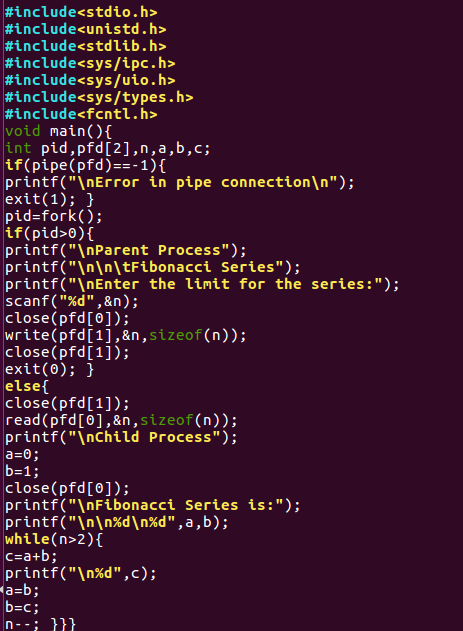 #include<stdio.h>
#include<unistd.h>
#include<stdlib.h>
#include<sys/ipc.h>
#include<sys/uio.h>
#include<sys/types.h>
#include<fcntl.h>
void main(){
int pid,pfd[2],n,a,b,c;
if(pipe(pfd)==-1){
printf("\nError in pipe connection\n");
exit(1); }
pid=fork();
if(pid>0){
printf("\nParent Process");
printf("\n\n\tFibonacci Series");
printf("\nEnter the limit for the series:");
scanf("%d",&n);
close(pfd[0]);
write(pfd[1],&n,sizeof(n));
close(pfd[1]);
exit(0); }
else{
close(pfd[1]);
read(pfd[0],&n,sizeof(n));
printf("\nChild Process");
a=0;
b=1;
close(pfd[0]);
printf("\nFibonacci Series is:");
printf("\n\n%d\n%d",a,b);
while(n>2){
c=a+b;
printf("\n%d",c);
a=b;
b=c;
n--; }}}